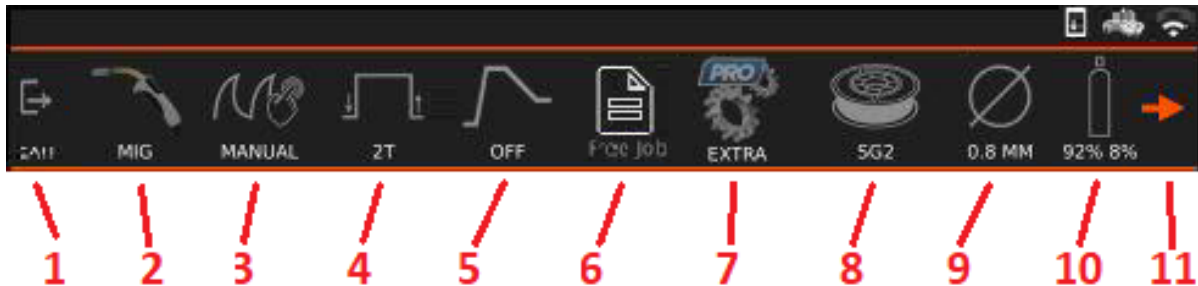 PRO
EXIT MIG MANUAL 2T OFF Free Job EXTRA SG2 0.8 MM 92% 8%
1 2 3 4 5 6 7 8 9 10 11